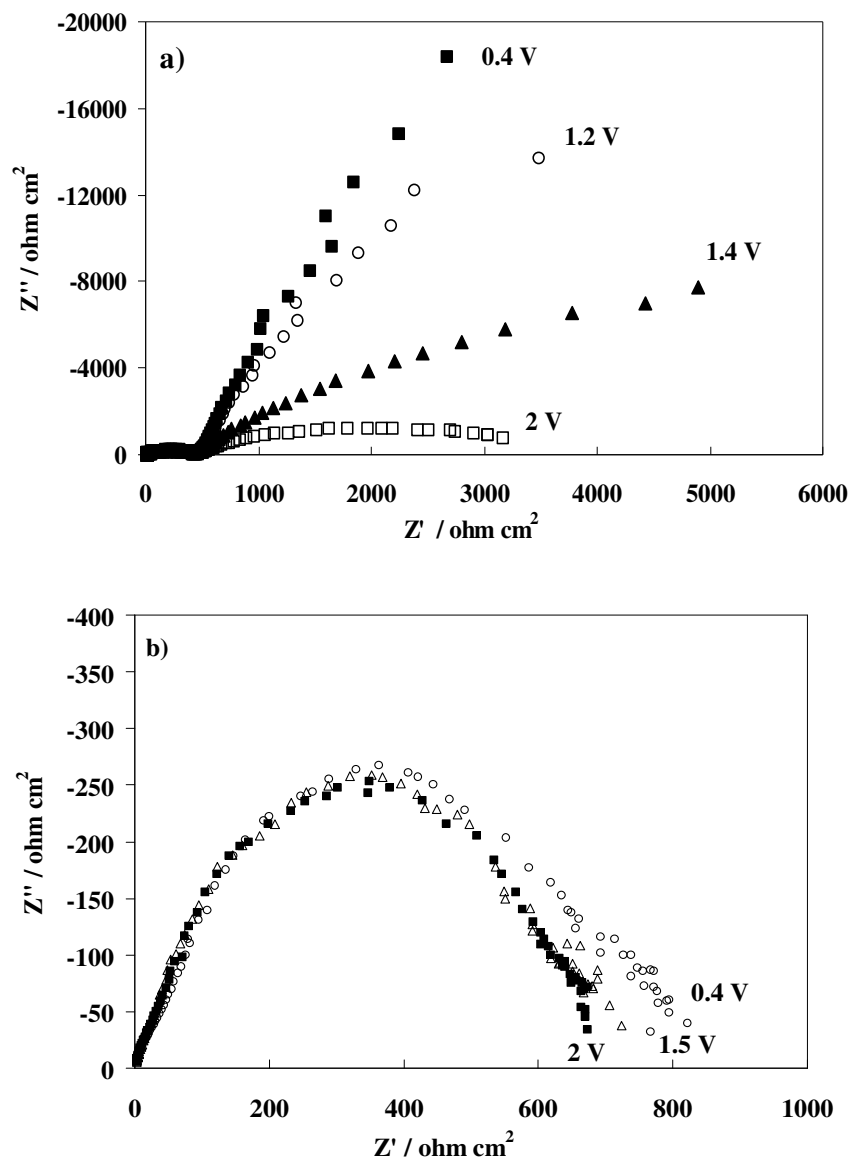 -20000
a)
0.4 V
-16000
1.2 V
Z'' / ohm cm²
-12000
1.4 V
-8000
-4000
2 V
0
0 1000 2000 3000 4000 5000 6000
Z' / ohm cm²
-400
b)
-350
-300
-250
Z'' / ohm cm²
-200
-150
-100
0.4 V
-50
2 V 1.5 V
0
0 200 400 600 800 1000
Z' / ohm cm²